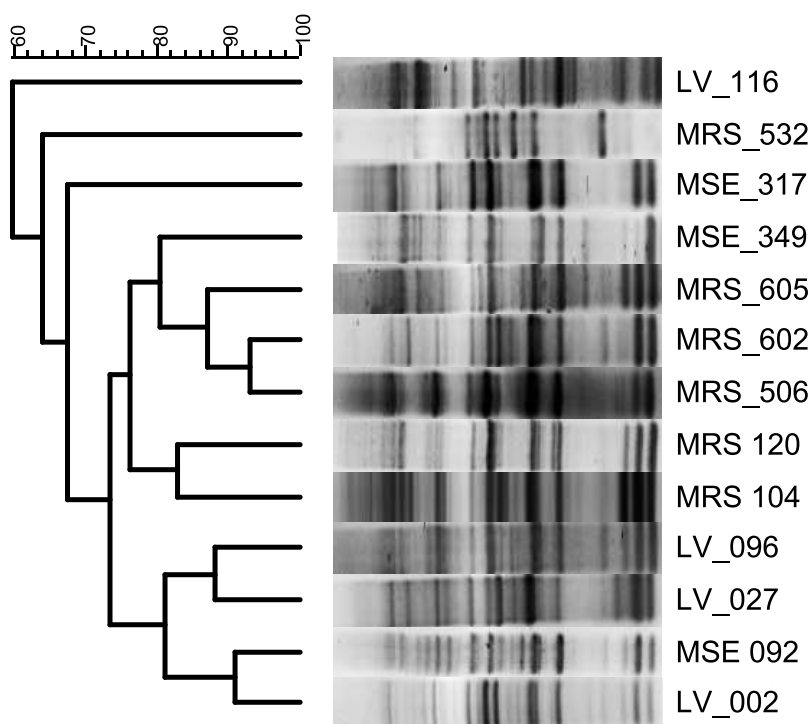 60 70 80 90 100
LV_116
MRS_532
MSE_317
MSE_349
MRS_605
MRS_602
MRS_506
MRS 120
MRS 104
LV_096
LV_027
MSE 092
LV_002